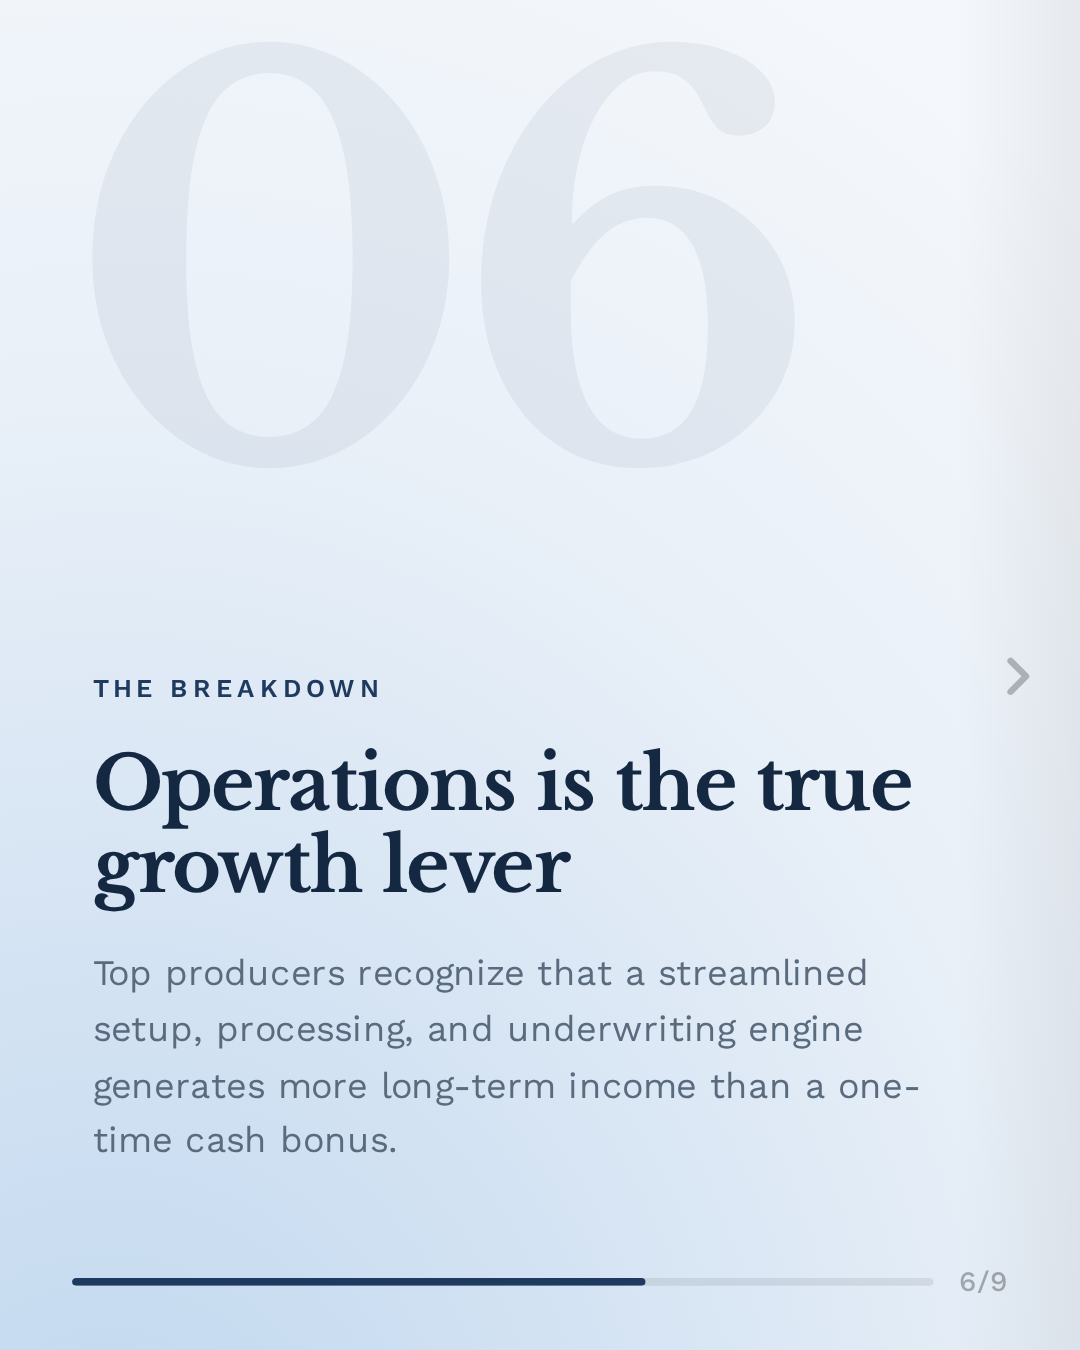 06
THE BREAKDOWN
Operations is the true
growth lever
Top producers recognize that a streamlined
setup, processing, and underwriting engine
generates more long-term income than a one-
time cash bonus.
6/9